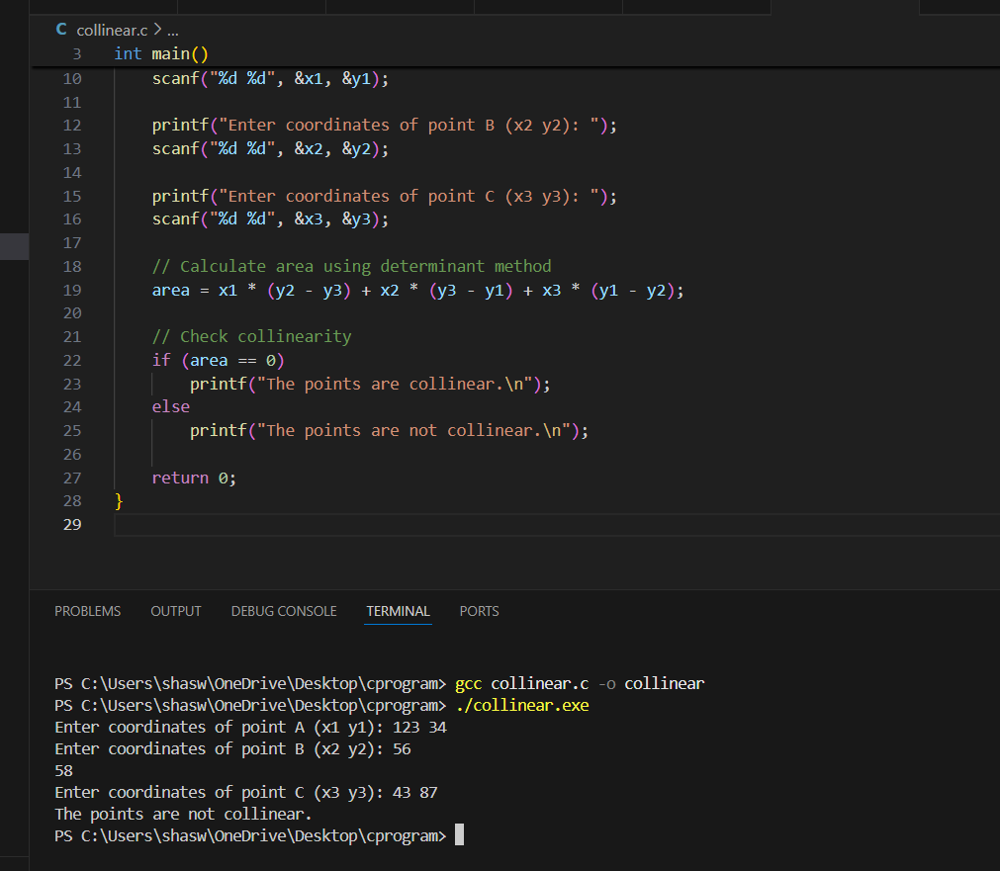 C collinear.c > ...
3 int main()
10     scanf("%d %d", &x1, &y1);
11
12     printf("Enter coordinates of point B (x2 y2): ");
13     scanf("%d %d", &x2, &y2);
14
15     printf("Enter coordinates of point C (x3 y3): ");
16     scanf("%d %d", &x3, &y3);
17
18     // Calculate area using determinant method
19     area = x1 * (y2 - y3) + x2 * (y3 - y1) + x3 * (y1 - y2);
20
21     // Check collinearity
22     if (area == 0)
23         printf("The points are collinear.\n");
24     else
25         printf("The points are not collinear.\n");
26
27     return 0;
28 }
29
PROBLEMS OUTPUT DEBUG CONSOLE TERMINAL PORTS
PS C:\Users\shasw\OneDrive\Desktop\cprogram> gcc collinear.c -o collinear
PS C:\Users\shasw\OneDrive\Desktop\cprogram> ./collinear.exe
Enter coordinates of point A (x1 y1): 123 34
Enter coordinates of point B (x2 y2): 56
58
Enter coordinates of point C (x3 y3): 43 87
The points are not collinear.
PS C:\Users\shasw\OneDrive\Desktop\cprogram>